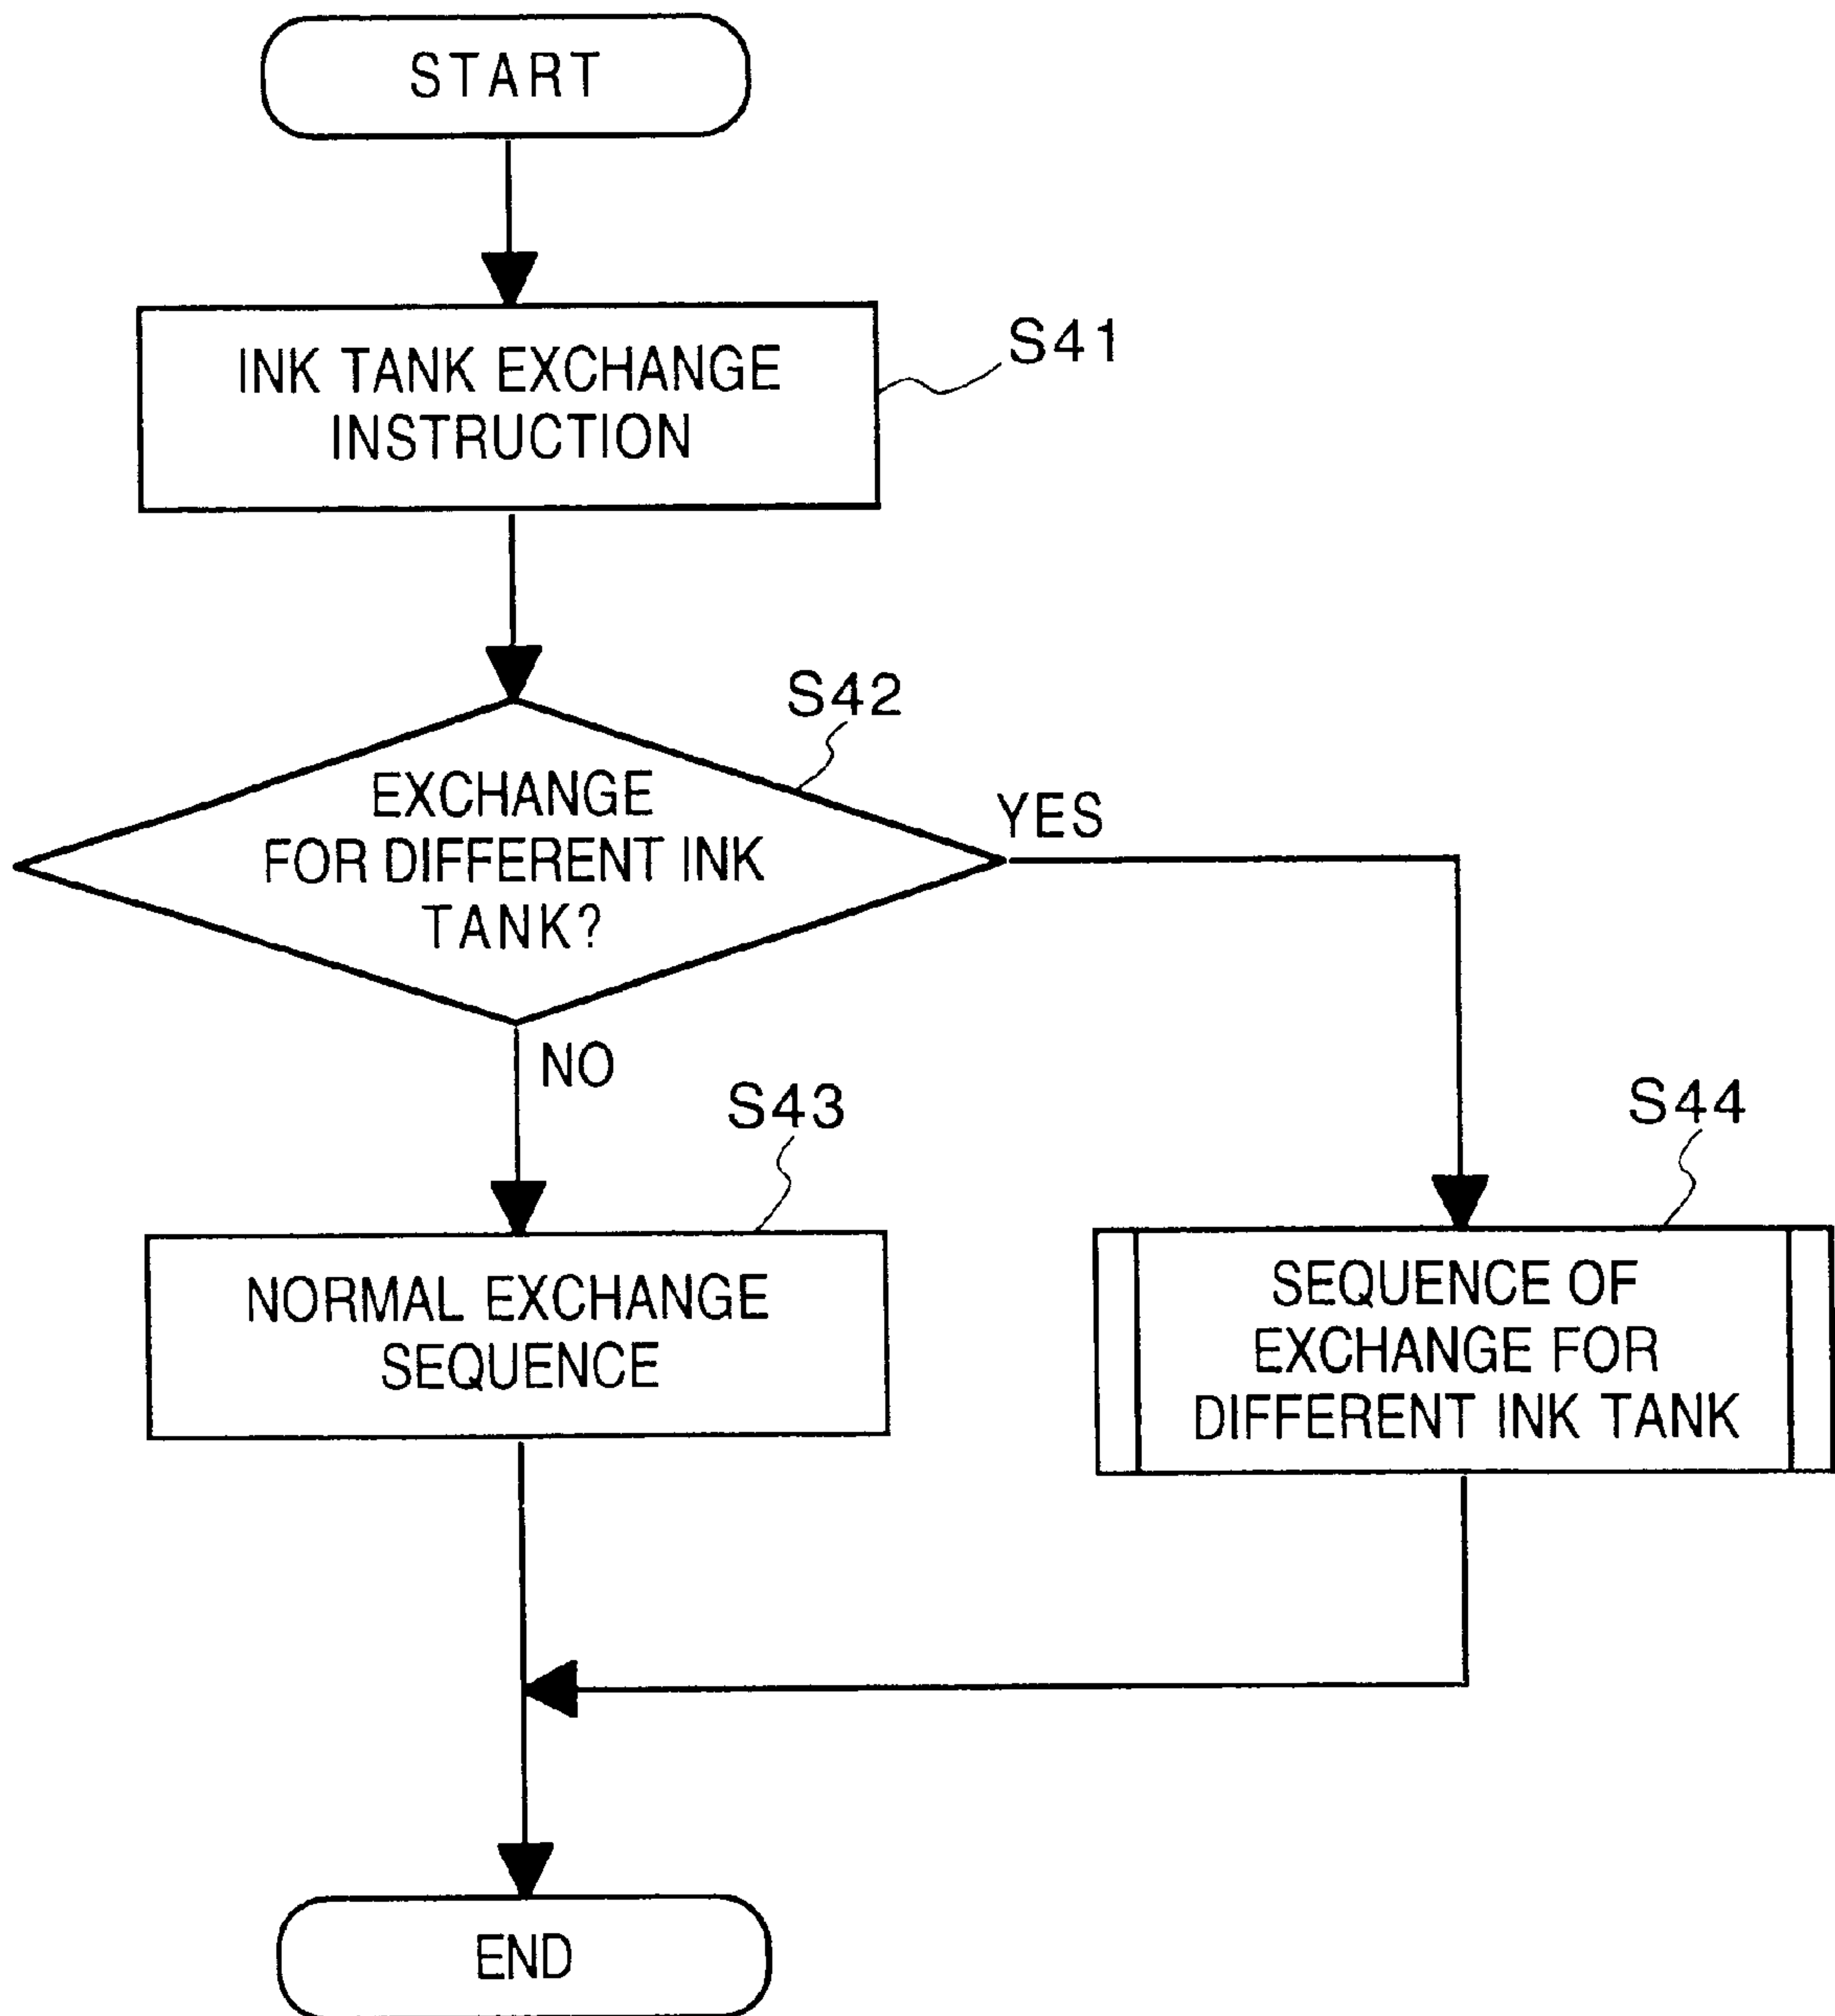 START
INK TANK EXCHANGE
INSTRUCTION
S41
S42
EXCHANGE
FOR DIFFERENT INK
TANK?
YES
NO
S43
NORMAL EXCHANGE
SEQUENCE
S44
SEQUENCE OF
EXCHANGE FOR
DIFFERENT INK TANK
END